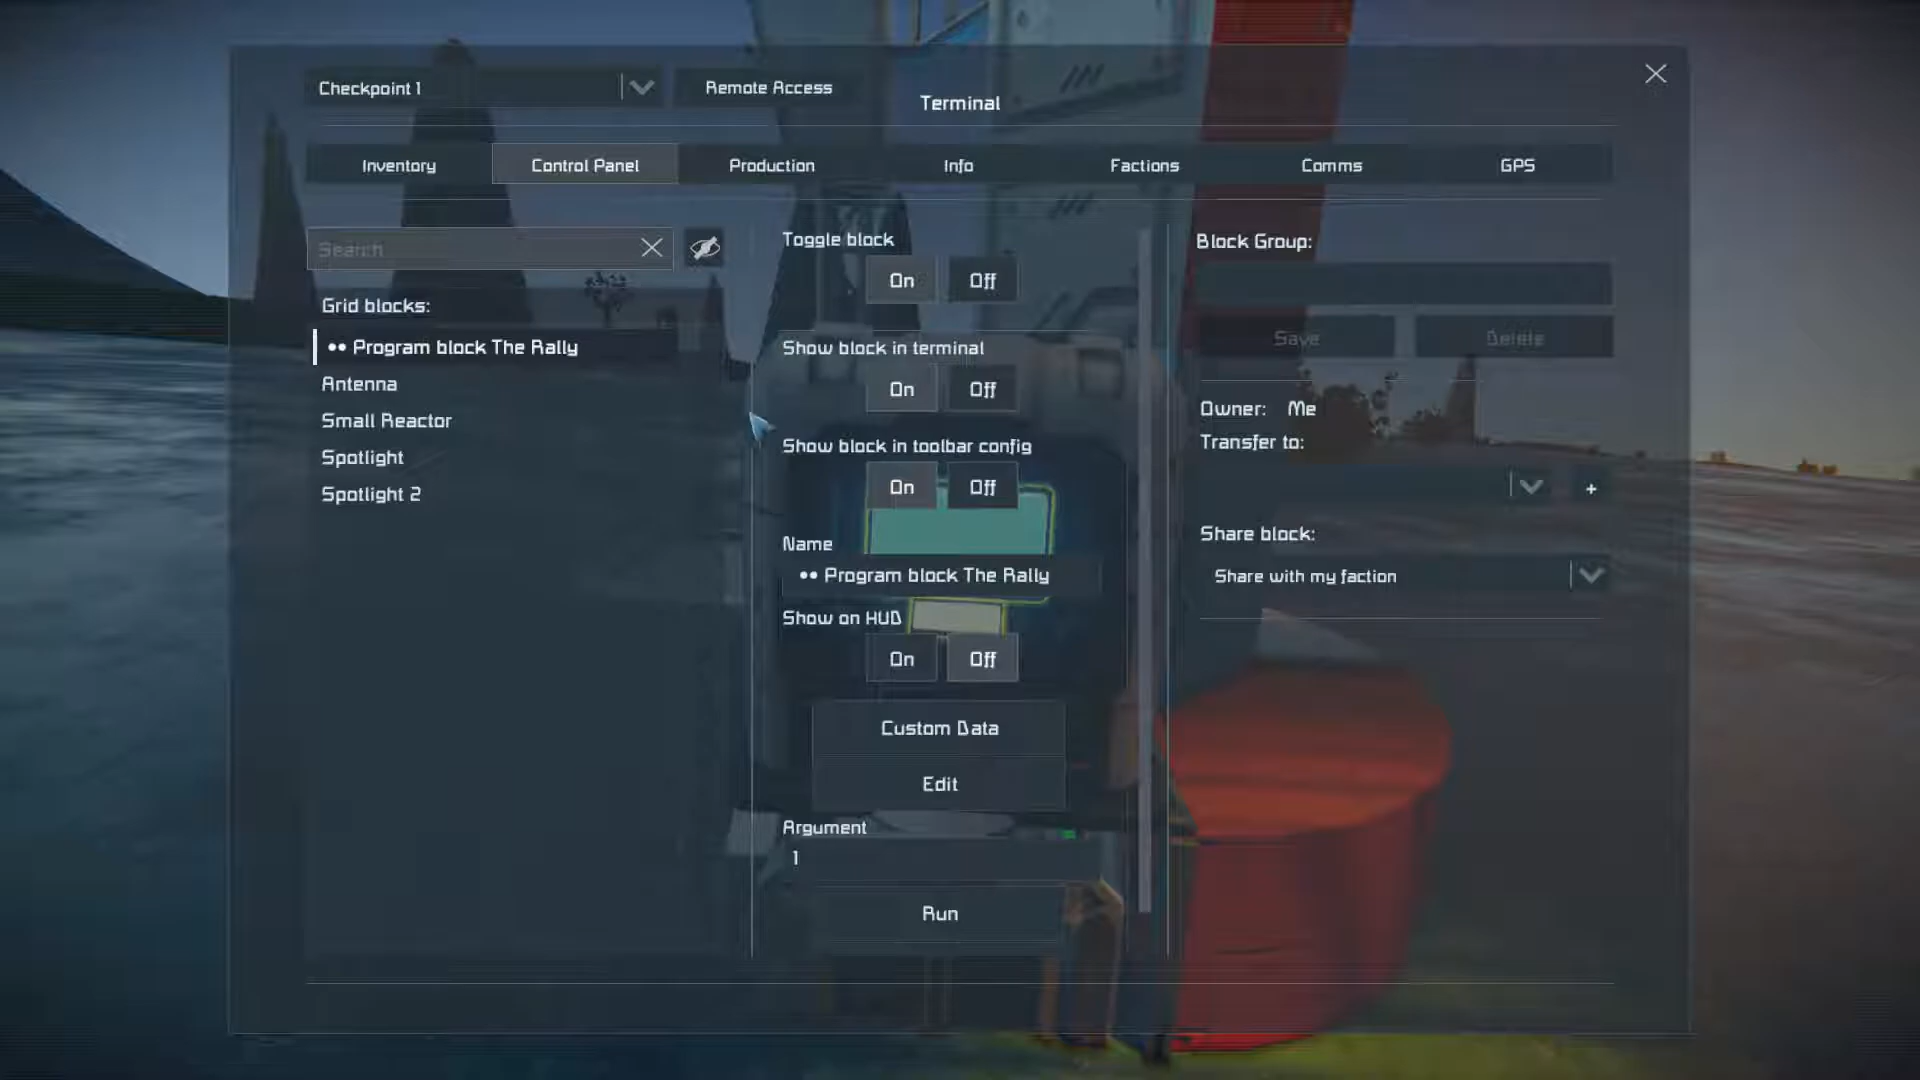 Checkpoint 1
Remote Access
Terminal
Inventory
Control Panel
Production
Info
Factions
Comms
GPS
Search
Grid blocks:
•• Program block The Rally
Antenna
Small Reactor
Spotlight
Spotlight 2
Toggle block
On Off
Show block in terminal
On Off
Show block in toolbar config
On Off
Name
•• Program block The Rally
Show on HUD
On Off
Custom Data
Edit
Argument
1
Run
Block Group:
Save Delete
Owner: Me
Transfer to:
+
Share block:
Share with my faction